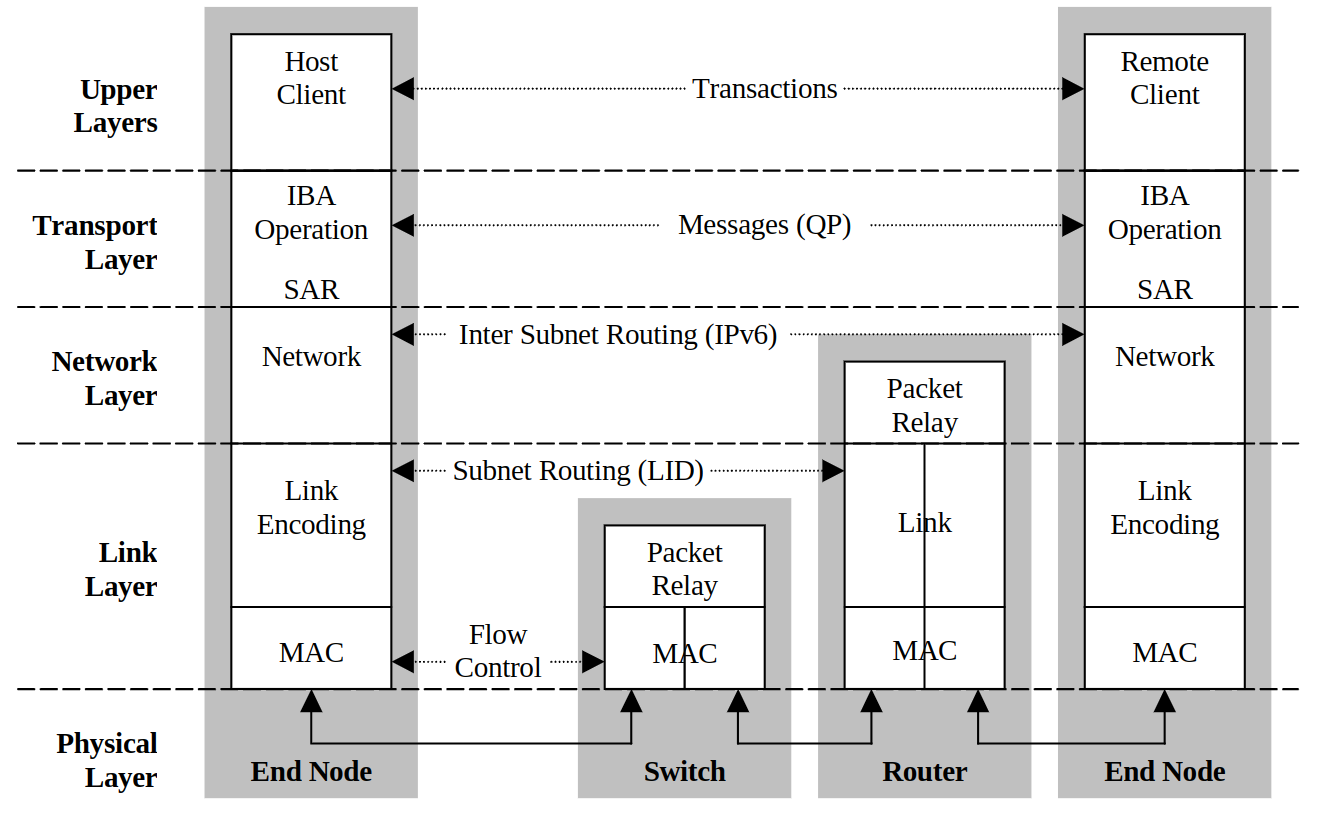 Host
Client
Transactions
Remote
Client
Upper
Layers
IBA
Operation
SAR
Messages (QP)
IBA
Operation
SAR
Transport
Layer
Inter Subnet Routing (IPv6)
Network
Network
Network
Layer
Packet
Relay
Subnet Routing (LID)
Link
Encoding
Link
Link
Encoding
Link
Layer
Packet
Relay
Flow
Control
MAC
MAC
MAC
MAC
Physical
Layer
End Node
Switch
Router
End Node